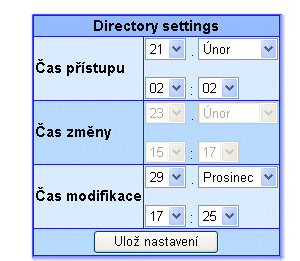 Directory settings
Čas přístupu
21 . Únor
02 : 02
Čas změny
23 . Únor
15 : 17
Čas modifikace
29 . Prosinec
17 : 25
Ulož nastavení